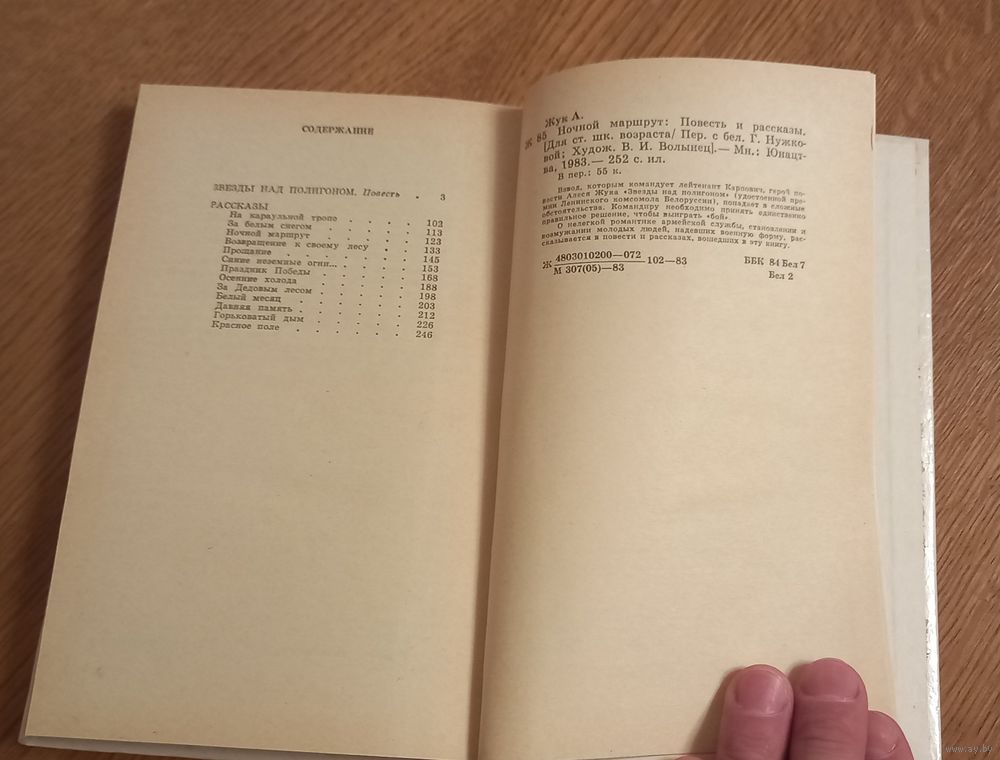 СОДЕРЖАНИЕ
ЗВЕЗДЫ НАД ПОЛИГОНОМ. Повесть . 3
РАССКАЗЫ
На караульной тропе . . . . 102
За белым снегом . . . . . 113
Ночной маршрут . . . . . 123
Возвращение к своему лесу . . . 133
Прощание . . . . . . 145
Синие неземные огни... . . . . 153
Праздник Победы . . . . . 168
Осенние холода . . . . . 188
За Дедовым лесом . . . . . 198
Белый месяц . . . . . . 203
Давняя память . . . . . . 212
Горьковатый дым . . . . . 226
Красное поле . . . . . . 246
Жук А.
Ж 85 Ночной маршрут: Повесть и рассказы.
[Для ст. шк. возраста/ Пер. с бел. Г. Нужко-
вой; Худож. В. И. Волынец].— Мн.: Юнацт-
ва, 1983.— 252 с. ил.
В пер.: 55 к.
Взвод, которым командует лейтенант Карпович, герой по-
вести Алеся Жука «Звезды над полигоном» (удостоенной пре-
мии Ленинского комсомола Белоруссии), попадает в сложные
обстоятельства. Командиру необходимо принять единственно
правильное решение, чтобы выиграть «бой».
О нелегкой романтике армейской службы, становлении и
возмужании молодых людей, надевших военную форму, рас-
сказывается в повести и рассказах, вошедших в эту книгу.
Ж 4803010200—072 102—83 ББК 84 Бел 7
М 307(05)—83 Бел 2
www.ay.by